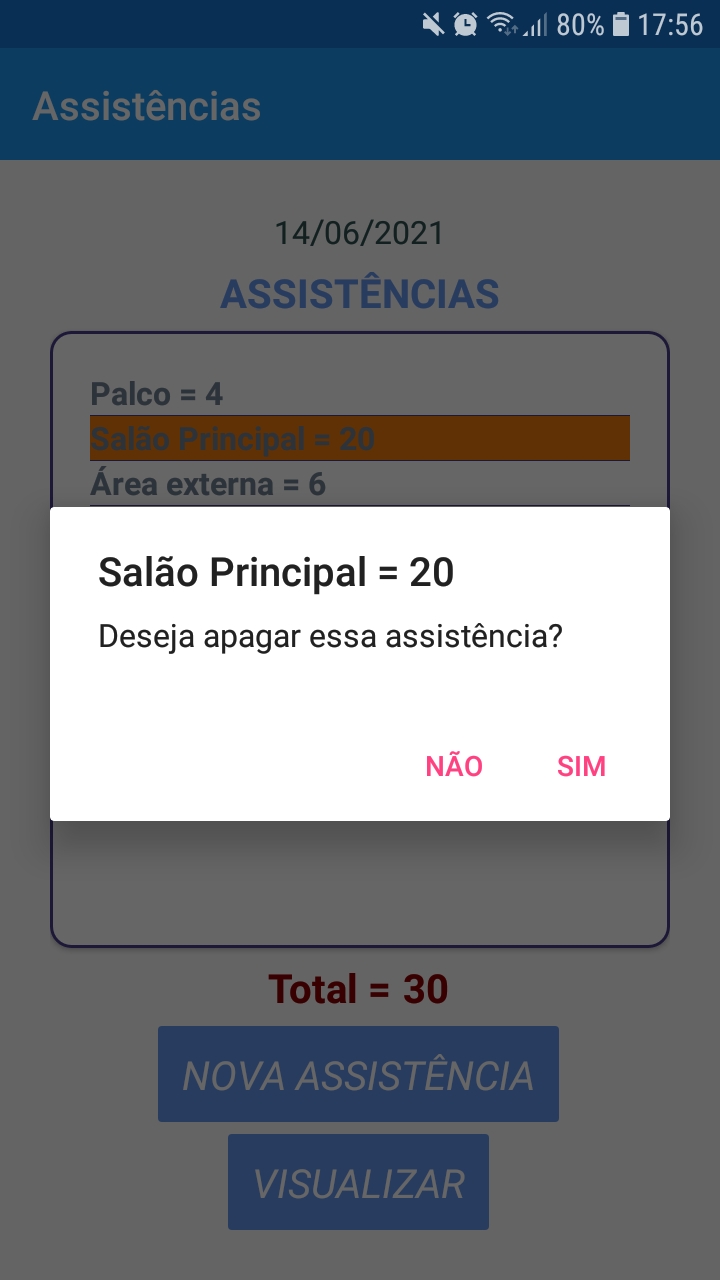 80% 17:56
Assistências
14/06/2021
ASSISTÊNCIAS
Palco = 4
Salão Principal = 20
Área externa = 6
Salão Principal = 20
Deseja apagar essa assistência?
NÃO SIM
Total = 30
NOVA ASSISTÊNCIA
VISUALIZAR